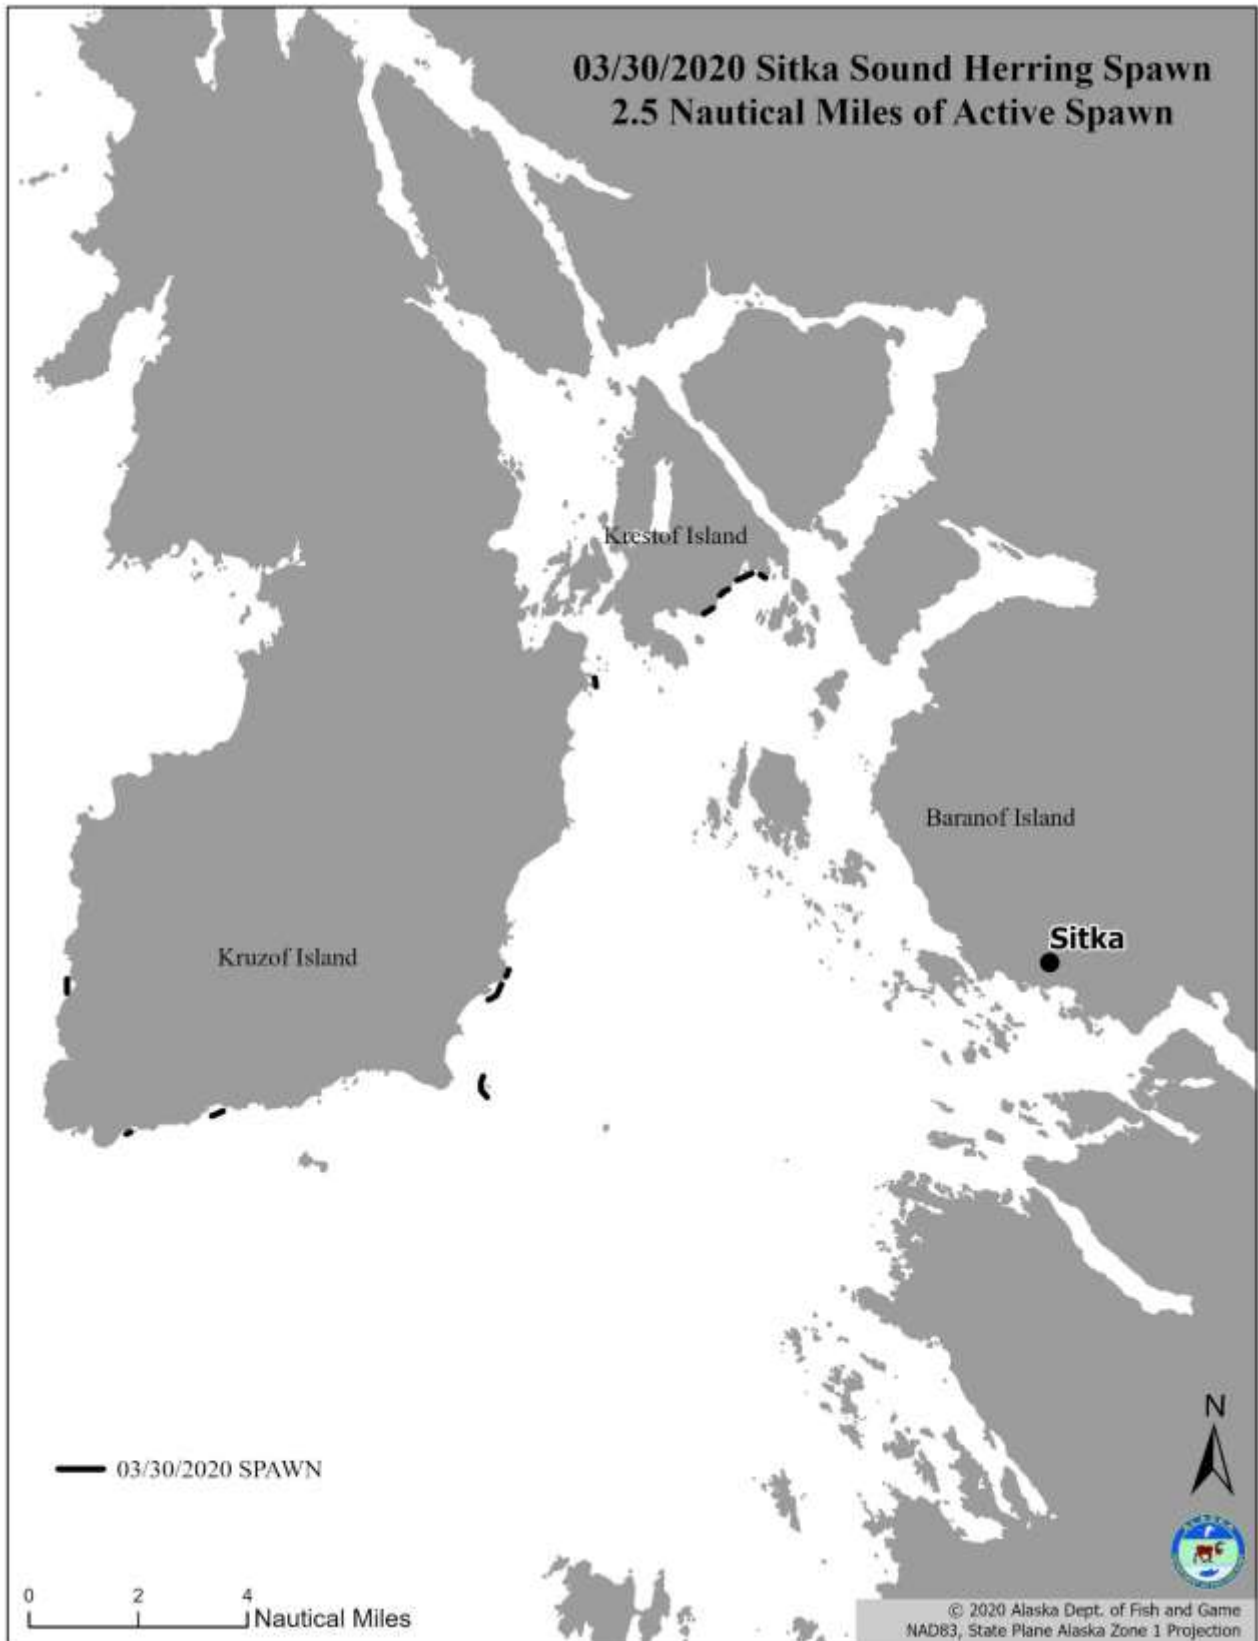 03/30/2020 Sitka Sound Herring Spawn
2.5 Nautical Miles of Active Spawn
Krestof Island
Baranof Island
Sitka
Kruzof Island
N
03/30/2020 SPAWN
0 2 4
Nautical Miles
© 2020 Alaska Dept. of Fish and Game
NAD83, State Plane Alaska Zone 1 Projection